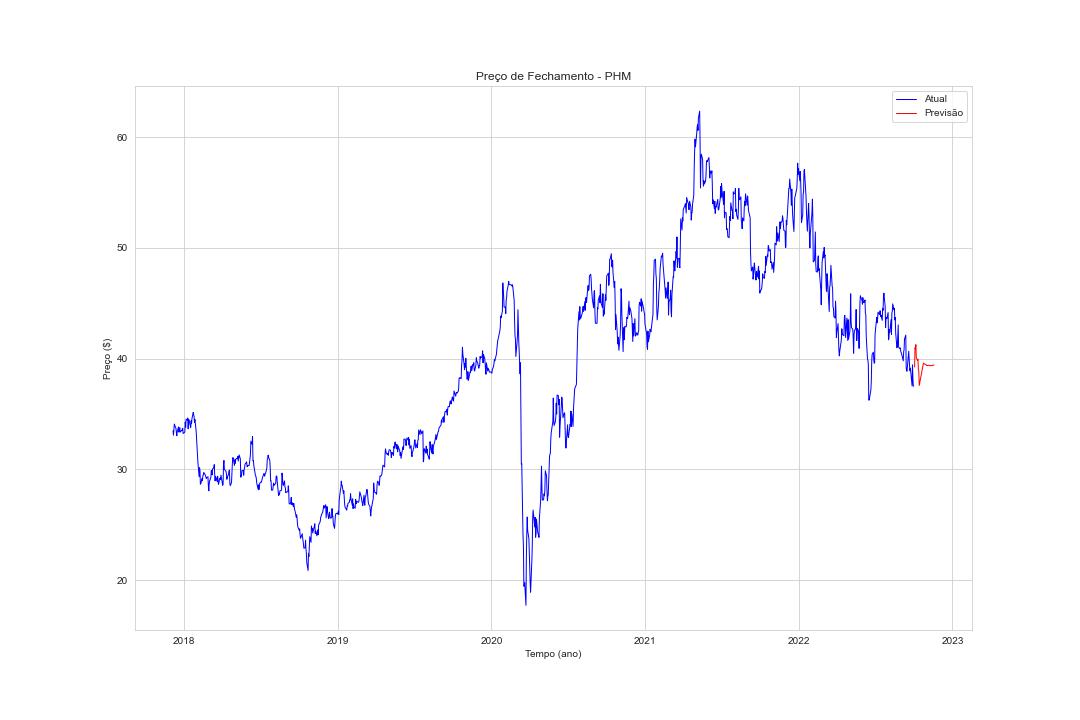 Preço de Fechamento - PHM
Atual
Previsão
60
50
40
30
20
Preço ($)
2018
2019
2020
2021
2022
2023
Tempo (ano)